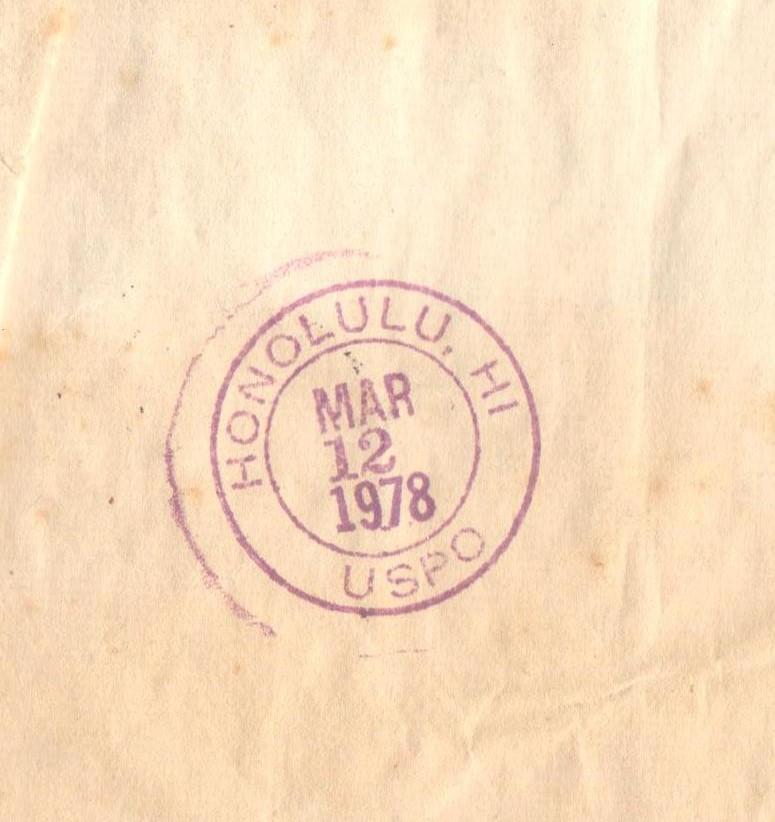 HONOLULU, HI
MAR
12
1978
USPO